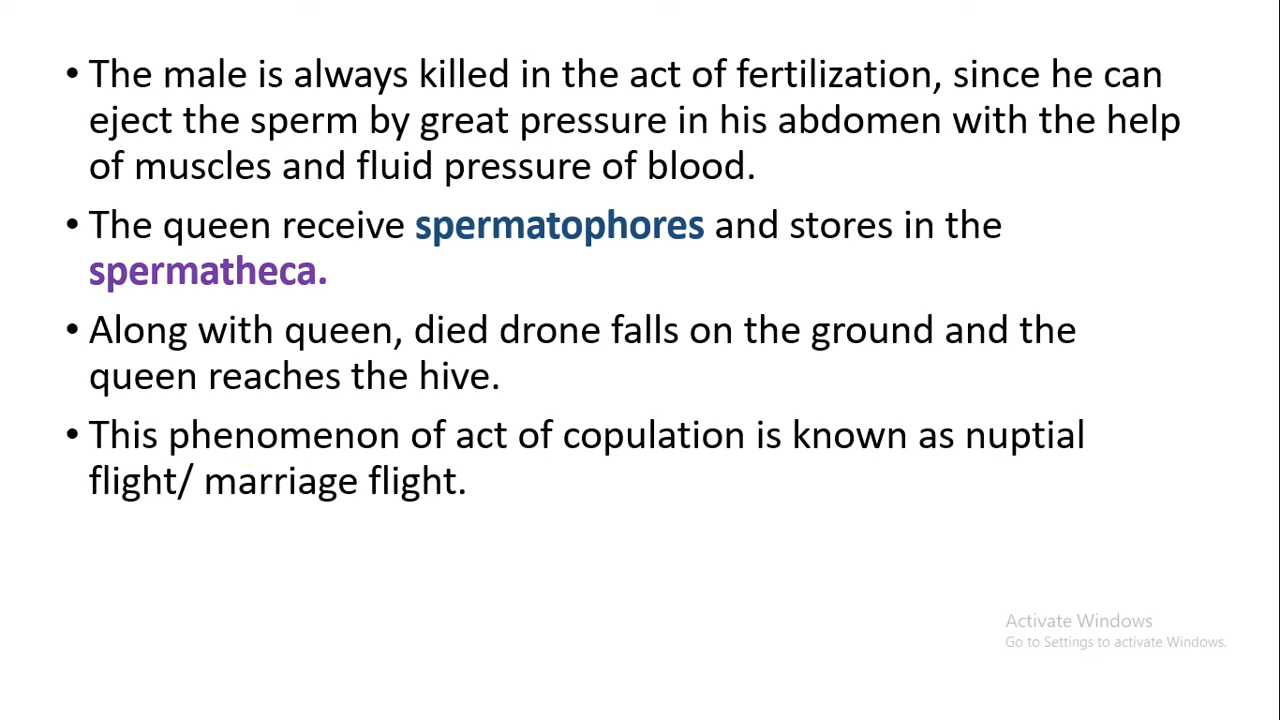 • The male is always killed in the act of fertilization, since he can
eject the sperm by great pressure in his abdomen with the help
of muscles and fluid pressure of blood.
• The queen receive spermatophores and stores in the
spermatheca.
• Along with queen, died drone falls on the ground and the
queen reaches the hive.
• This phenomenon of act of copulation is known as nuptial
flight/ marriage flight.
Activate Windows
Go to Settings to activate Windows.